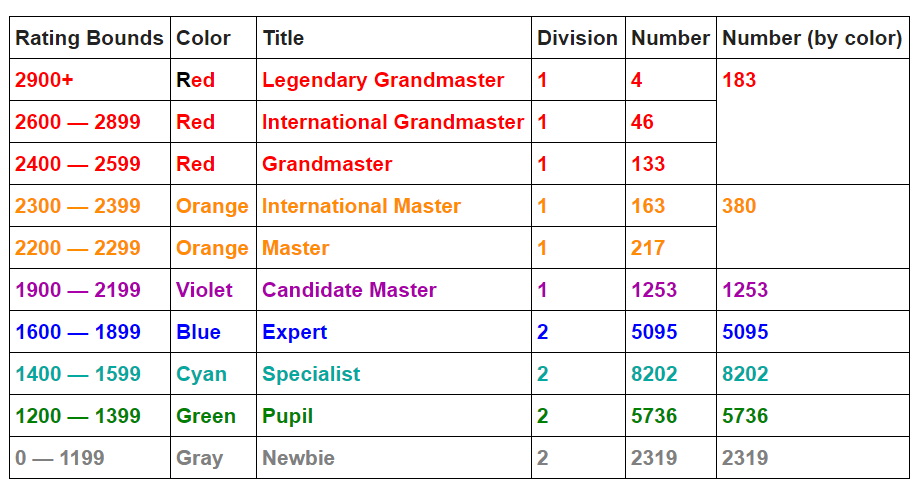 Rating Bounds Color Title Division Number Number (by color)
2900+ Red Legendary Grandmaster 1 4 183
2600 — 2899 Red International Grandmaster 1 46
2400 — 2599 Red Grandmaster 1 133
2300 — 2399 Orange International Master 1 163 380
2200 — 2299 Orange Master 1 217
1900 — 2199 Violet Candidate Master 1 1253 1253
1600 — 1899 Blue Expert 2 5095 5095
1400 — 1599 Cyan Specialist 2 8202 8202
1200 — 1399 Green Pupil 2 5736 5736
0 — 1199 Gray Newbie 2 2319 2319